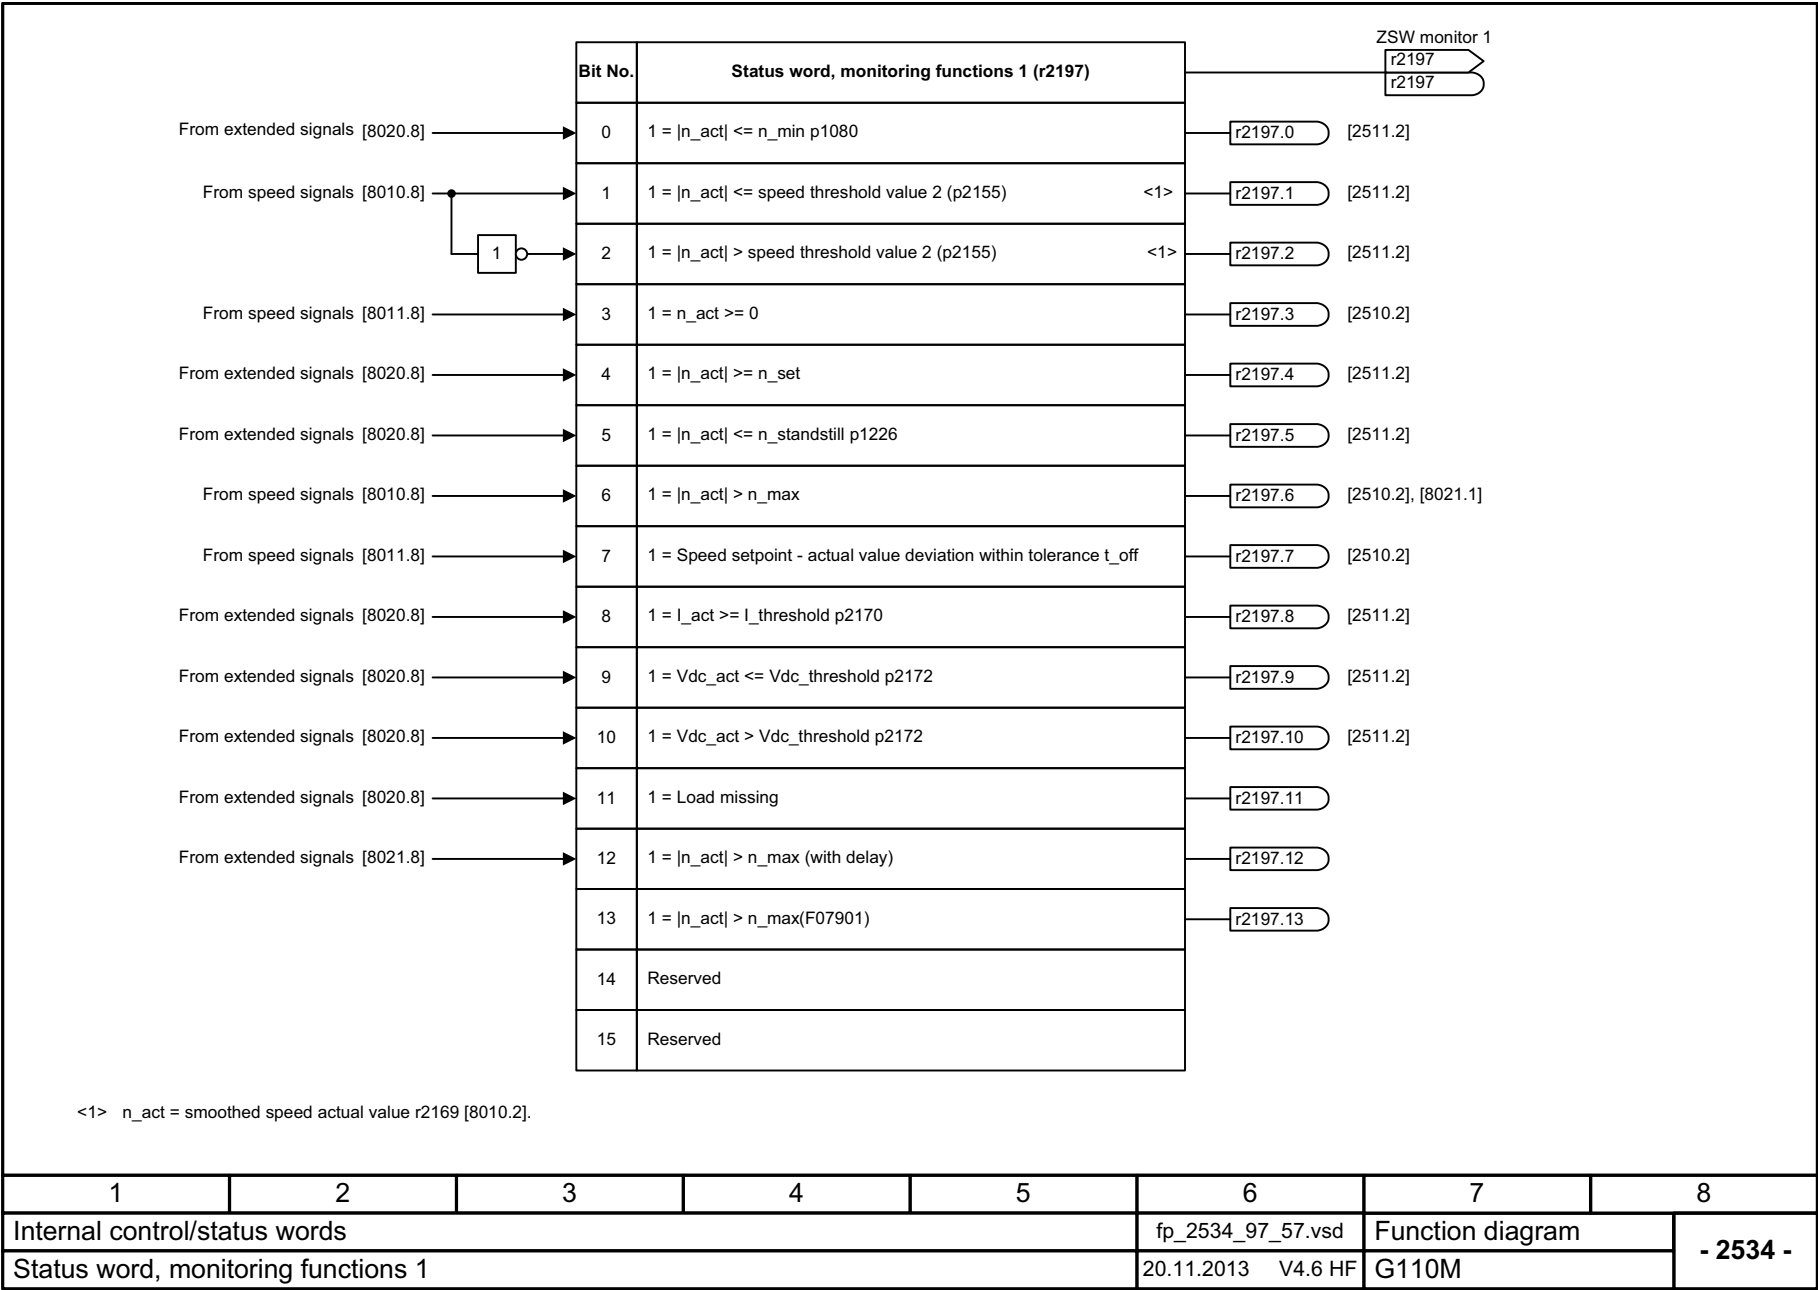 ZSW monitor 1
Bit No. Status word, monitoring functions 1 (r2197) r2197
r2197
From extended signals [8020.8] 0 1 = |n_act| <= n_min p1080 r2197.0 [2511.2]
From speed signals [8010.8] 1 1 = |n_act| <= speed threshold value 2 (p2155) <1> r2197.1 [2511.2]
1 2 1 = |n_act| > speed threshold value 2 (p2155) <1> r2197.2 [2511.2]
From speed signals [8011.8] 3 1 = n_act >= 0 r2197.3 [2510.2]
From extended signals [8020.8] 4 1 = |n_act| >= n_set r2197.4 [2511.2]
From extended signals [8020.8] 5 1 = |n_act| <= n_standstill p1226 r2197.5 [2511.2]
From speed signals [8010.8] 6 1 = |n_act| > n_max r2197.6 [2510.2], [8021.1]
From speed signals [8011.8] 7 1 = Speed setpoint - actual value deviation within tolerance t_off r2197.7 [2510.2]
From extended signals [8020.8] 8 1 = I_act >= I_threshold p2170 r2197.8 [2511.2]
From extended signals [8020.8] 9 1 = Vdc_act <= Vdc_threshold p2172 r2197.9 [2511.2]
From extended signals [8020.8] 10 1 = Vdc_act > Vdc_threshold p2172 r2197.10 [2511.2]
From extended signals [8020.8] 11 1 = Load missing r2197.11
From extended signals [8021.8] 12 1 = |n_act| > n_max (with delay) r2197.12
13 1 = |n_act| > n_max(F07901) r2197.13
14 Reserved
15 Reserved
<1> n_act = smoothed speed actual value r2169 [8010.2].
1 2 3 4 5 6 7 8
Internal control/status words fp_2534_97_57.vsd Function diagram - 2534 -
Status word, monitoring functions 1 20.11.2013 V4.6 HF G110M